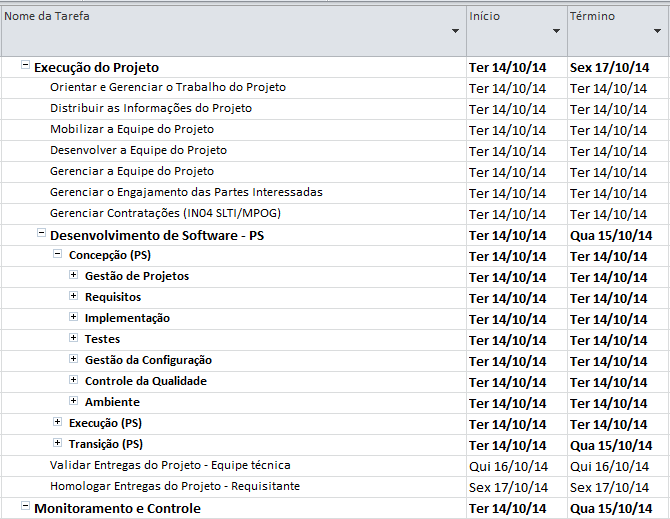 Nome da Tarefa Início Término
Execução do Projeto Ter 14/10/14 Sex 17/10/14
Orientar e Gerenciar o Trabalho do Projeto Ter 14/10/14 Ter 14/10/14
Distribuir as Informações do Projeto Ter 14/10/14 Ter 14/10/14
Mobilizar a Equipe do Projeto Ter 14/10/14 Ter 14/10/14
Desenvolver a Equipe do Projeto Ter 14/10/14 Ter 14/10/14
Gerenciar a Equipe do Projeto Ter 14/10/14 Ter 14/10/14
Gerenciar o Engajamento das Partes Interessadas Ter 14/10/14 Ter 14/10/14
Gerenciar Contratações (IN04 SLTI/MPOG) Ter 14/10/14 Ter 14/10/14
Desenvolvimento de Software - PS Ter 14/10/14 Qua 15/10/14
Concepção (PS) Ter 14/10/14 Ter 14/10/14
Gestão de Projetos Ter 14/10/14 Ter 14/10/14
Requisitos Ter 14/10/14 Ter 14/10/14
Implementação Ter 14/10/14 Ter 14/10/14
Testes Ter 14/10/14 Ter 14/10/14
Gestão da Configuração Ter 14/10/14 Ter 14/10/14
Controle da Qualidade Ter 14/10/14 Ter 14/10/14
Ambiente Ter 14/10/14 Ter 14/10/14
Execução (PS) Ter 14/10/14 Ter 14/10/14
Transição (PS) Ter 14/10/14 Qua 15/10/14
Validar Entregas do Projeto - Equipe técnica Qui 16/10/14 Qui 16/10/14
Homologar Entregas do Projeto - Requisitante Sex 17/10/14 Sex 17/10/14
Monitoramento e Controle Ter 14/10/14 Qua 15/10/14